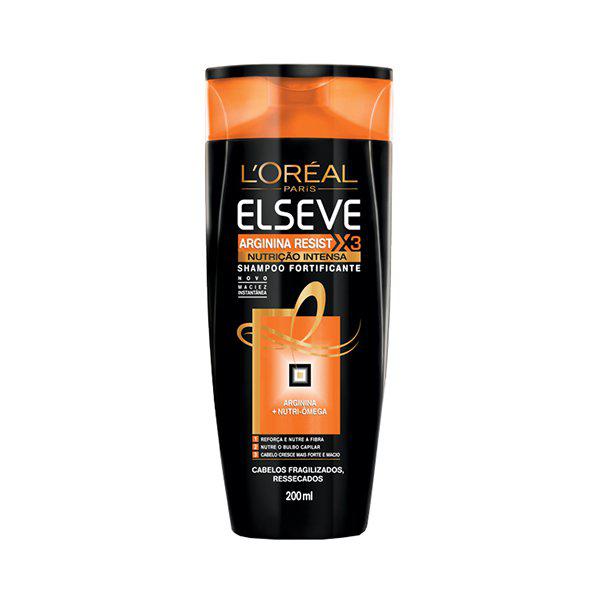 L'ORÉAL
PARIS
ELSEVE
ARGININA RESIST X3
NUTRIÇÃO INTENSA
SHAMPOO FORTIFICANTE
NOVO
MACIEZ
INSTANTÂNEA
ARGININA
+ NUTRI-ÔMEGA
1 REFORÇA E NUTRE A FIBRA
2 NUTRE O BULBO CAPILAR
3 CABELO CRESCE MAIS FORTE E MACIO
CABELOS FRAGILIZADOS,
RESSECADOS
200ml